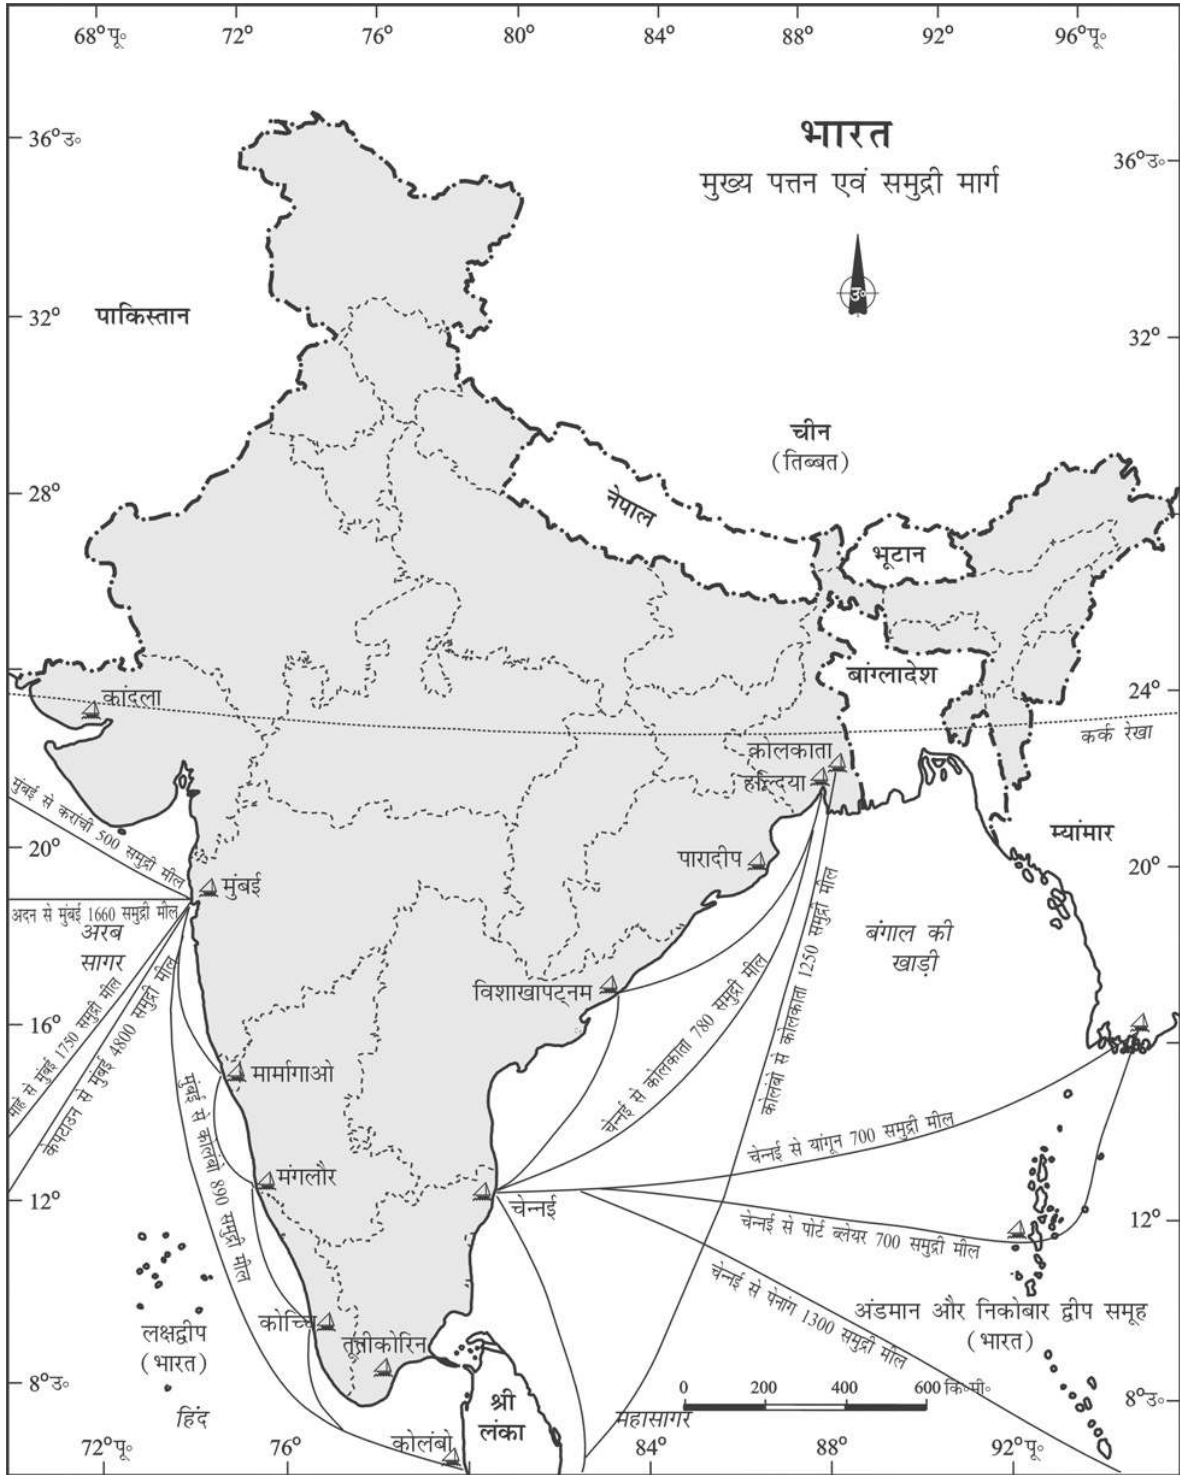 68°पू॰ 72° 76° 80° 84° 88° 92° 96°पू॰
36°उ॰
भारत
36°उ॰
मुख्य पत्तन एवं समुद्री मार्ग
उ॰
32°
पाकिस्तान
32°
चीन
(तिब्बत)
28°
नेपाल
भूटान
बांग्लादेश
24°
कांदला
कर्क रेखा
कोलकाता
हल्दिया
मुंबई से करांची 500 समुद्री मील
म्यांमार
20°
20°
पारादीप
मुंबई
अदन से मुंबई 1660 समुद्री मील
अरब
सागर
बंगाल की
खाड़ी
विशाखापट्नम
16°
माहे से मुंबई 1750 समुद्री मील
केपटाउन से मुंबई 4800 समुद्री मील
मार्मागाओ
मुंबई से कोलंबो 890 समुद्री मील
चेन्नई से कोलकाता 780 समुद्री मील
कोलंबो से कोलकाता 1250 समुद्री मील
चेन्नई से यांगून 700 समुद्री मील
मंगलौर
12°
चेन्नई
12°
चेन्नई से पोर्ट ब्लेयर 700 समुद्री मील
चेन्नई से पेनांग 1300 समुद्री मील
अंडमान और निकोबार द्वीप समूह
(भारत)
कोच्चि
तूतीकोरिन
लक्षद्वीप
(भारत)
8°उ॰
0 200 400 600 कि॰मी॰
8°उ॰
हिंद
श्री
लंका
महासागर
कोलंबो
72°पू॰ 76° 84° 88° 92°पू॰